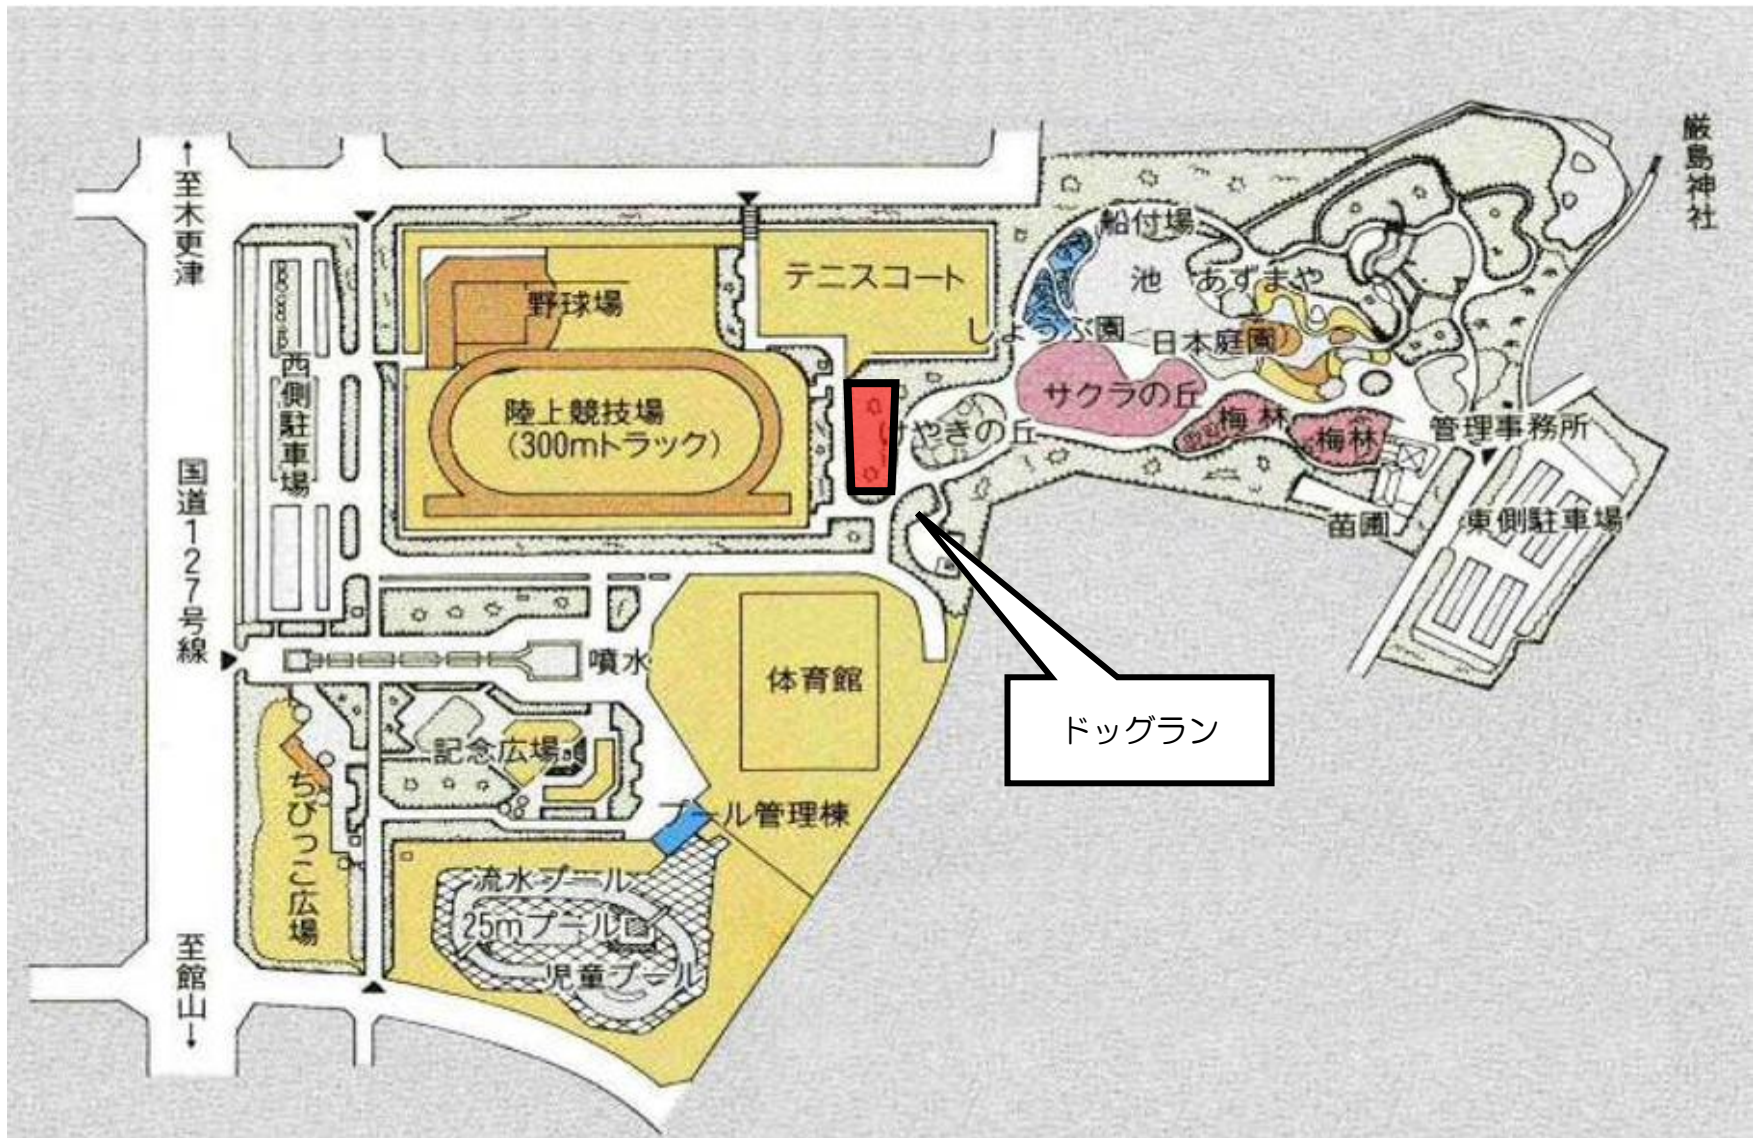 ↑至木更津
厳島神社
船付場
テニスコート
池
あずまや
野球場
しょうぶ園
日本庭園
西側駐車場
サクラの丘
陸上競技場
(300mトラック)
梅林
梅林
けやきの丘
管理事務所
国道127号線
苗圃
東側駐車場
噴水
体育館
ドッグラン
記念広場
ちびっこ広場
プール管理棟
流水プール
25mプール
児童プール
至館山↓